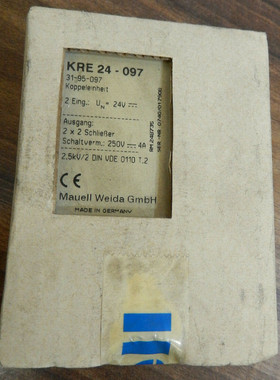 KRE 24 - 097
31-95-097
Koppeleinheit
2 Eing.: UN = 24V
Ausgang:
2 x 2 Schließer
Schaltverm.: 250V 4A
2,5kV/2 DIN VDE 0110 T.2
CE
Mauell Weida GmbH
MADE IN GERMANY